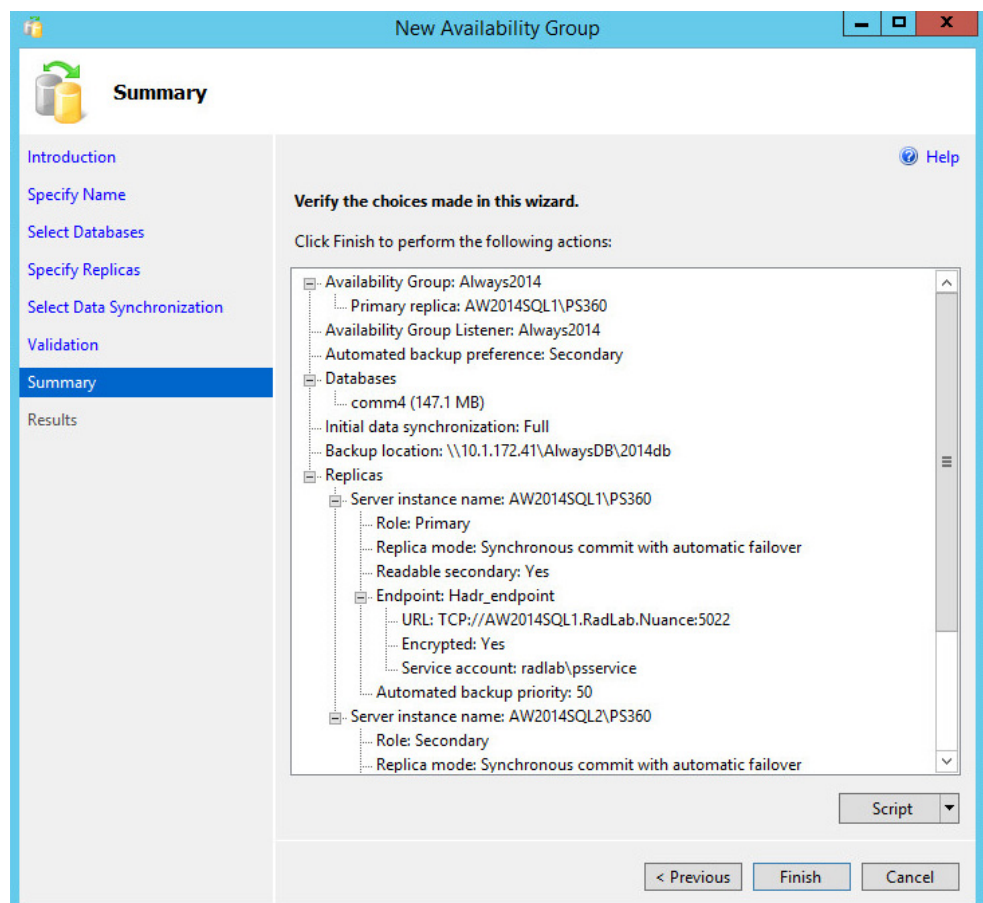 New Availability Group
Summary
Introduction
Specify Name
Select Databases
Specify Replicas
Select Data Synchronization
Validation
Summary
Results
Help
Verify the choices made in this wizard.
Click Finish to perform the following actions:
Availability Group: Always2014
Primary replica: AW2014SQL1\PS360
Availability Group Listener: Always2014
Automated backup preference: Secondary
Databases
comm4 (147.1 MB)
Initial data synchronization: Full
Backup location: \\10.1.172.41\AlwaysDB\2014db
Replicas
Server instance name: AW2014SQL1\PS360
Role: Primary
Replica mode: Synchronous commit with automatic failover
Readable secondary: Yes
Endpoint: Hadr_endpoint
URL: TCP://AW2014SQL1.RadLab.Nuance:5022
Encrypted: Yes
Service account: radlab\psservice
Automated backup priority: 50
Server instance name: AW2014SQL2\PS360
Role: Secondary
Replica mode: Synchronous commit with automatic failover
Script
< Previous
Finish
Cancel